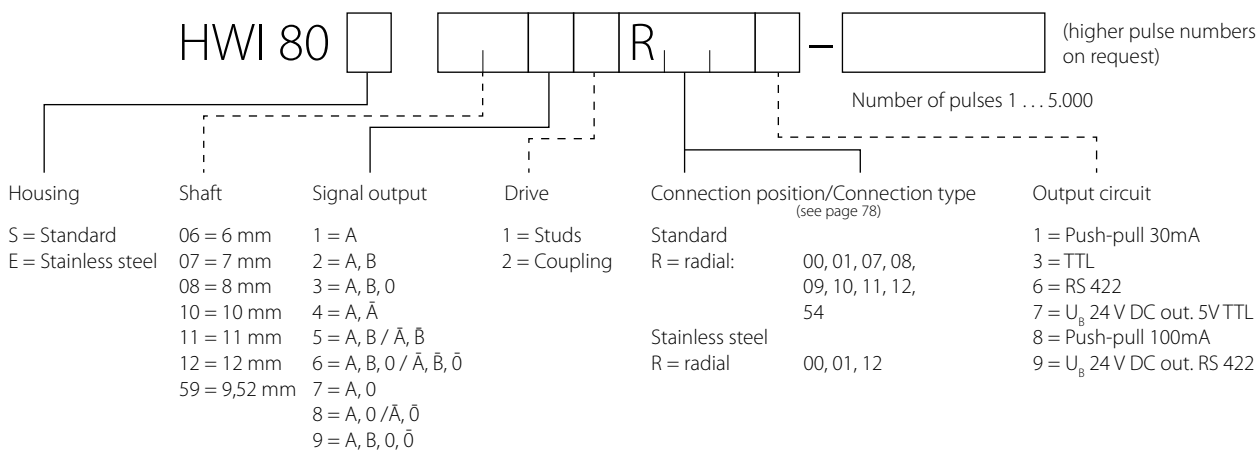 HWI 80 R – (higher pulse numbers on request)
Number of pulses 1 . . . 5.000
Housing
S = Standard
E = Stainless steel
Shaft
06 = 6 mm
07 = 7 mm
08 = 8 mm
10 = 10 mm
11 = 11 mm
12 = 12 mm
59 = 9,52 mm
Signal output
1 = A
2 = A, B
3 = A, B, 0
4 = A, Ā
5 = A, B / Ā, B̄
6 = A, B, 0 / Ā, B̄, 0̄
7 = A, 0
8 = A, 0 /Ā, 0̄
9 = A, B, 0, 0̄
Drive
1 = Studs
2 = Coupling
Connection position/Connection type
(see page 78)
Standard
R = radial: 00, 01, 07, 08,
09, 10, 11, 12,
54
Stainless steel
R = radial 00, 01, 12
Output circuit
1 = Push-pull 30mA
3 = TTL
6 = RS 422
7 = U_B 24 V DC out. 5V TTL
8 = Push-pull 100mA
9 = U_B 24 V DC out. RS 422